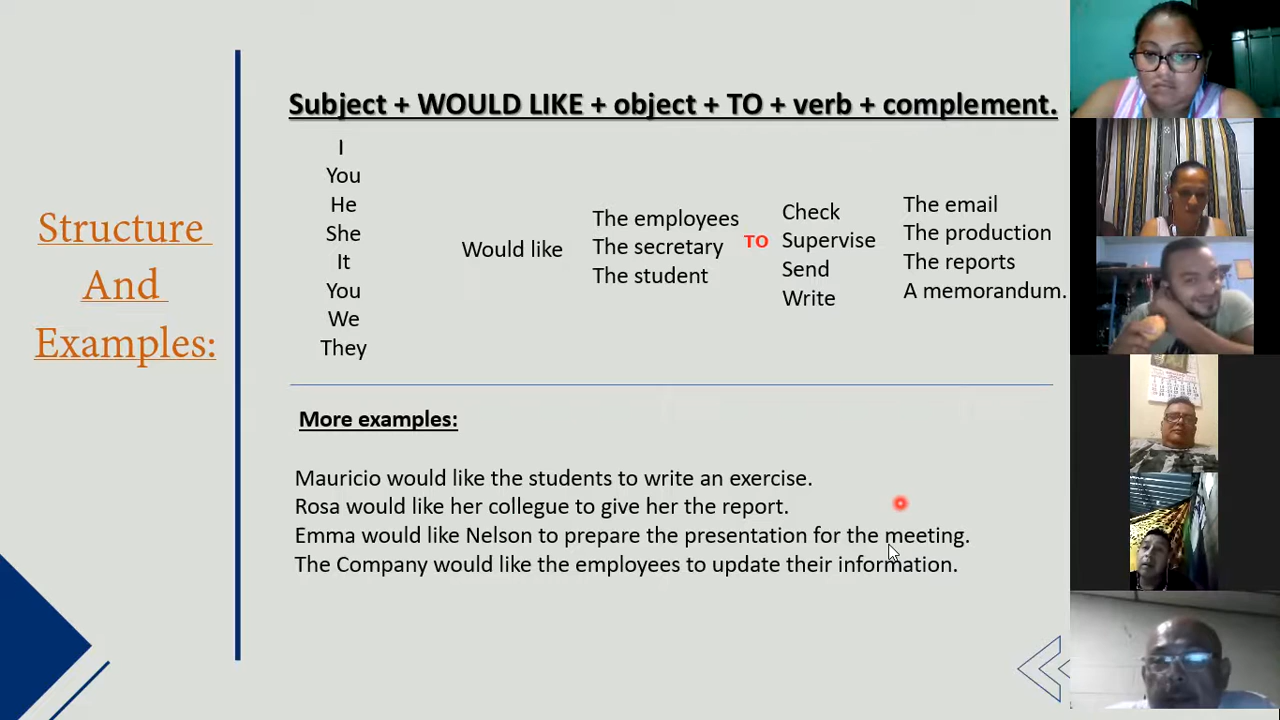 Structure
And
Examples:
Subject + WOULD LIKE + object + TO + verb + complement.
I
You
He
She
It
You
We
They
Would like
The employees
The secretary
The student
TO
Check
Supervise
Send
Write
The email
The production
The reports
A memorandum.
More examples:
Mauricio would like the students to write an exercise.
Rosa would like her collegue to give her the report.
Emma would like Nelson to prepare the presentation for the meeting.
The Company would like the employees to update their information.